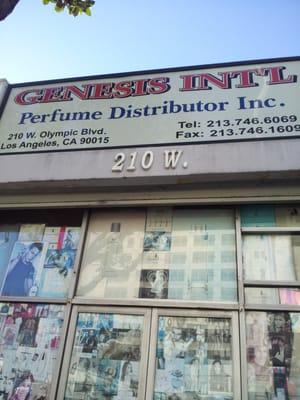 GENESIS INT'L
Perfume Distributor Inc.
210 W. Olympic Blvd.
Los Angeles, CA 90015
Tel: 213.746.6069
Fax: 213.746.1609
210 W.